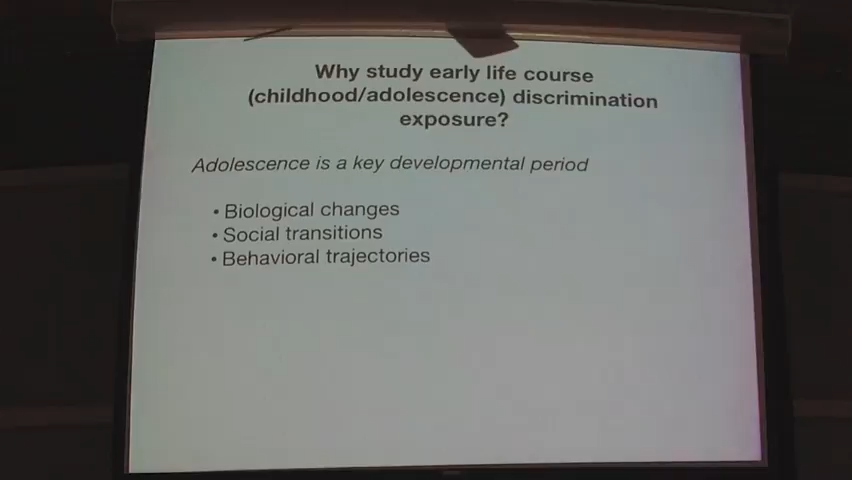 Why study early life course
(childhood/adolescence) discrimination
exposure?
Adolescence is a key developmental period
• Biological changes
• Social transitions
• Behavioral trajectories